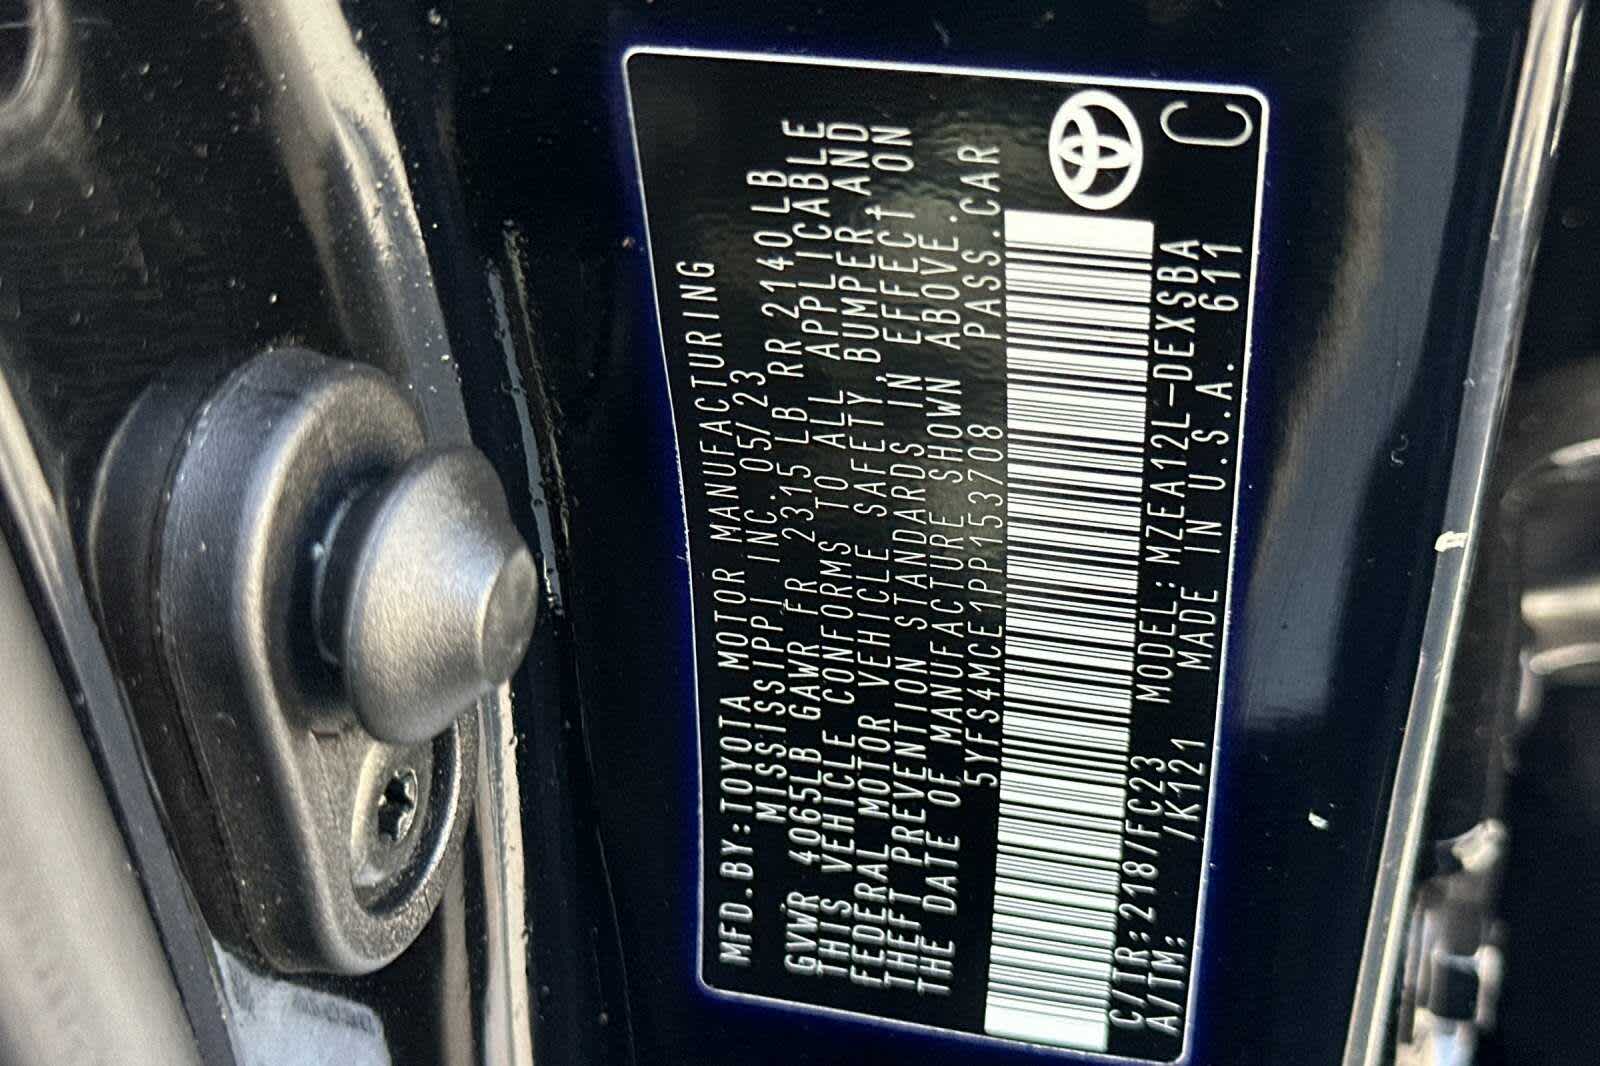 MFD.BY:TOYOTA MOTOR MANUFACTURING
MISSISSIPPI INC.05/23
GVWR 4065LB GAWR FR 2315 LB RR 2140LB
THIS VEHICLE CONFORMS TO ALL APPLICABLE
FEDERAL MOTOR VEHICLE SAFETY,BUMPER,AND
THEFT PREVENTION STANDARDS IN EFFECT ON
THE DATE OF MANUFACTURE SHOWN ABOVE.
5YFS4MCE1PP153708 PASS.CAR
C/TR:218/FC23 MODEL:MZEA12L-DEXSBA
A/TM: /K121 MADE IN U.S.A. 611
C